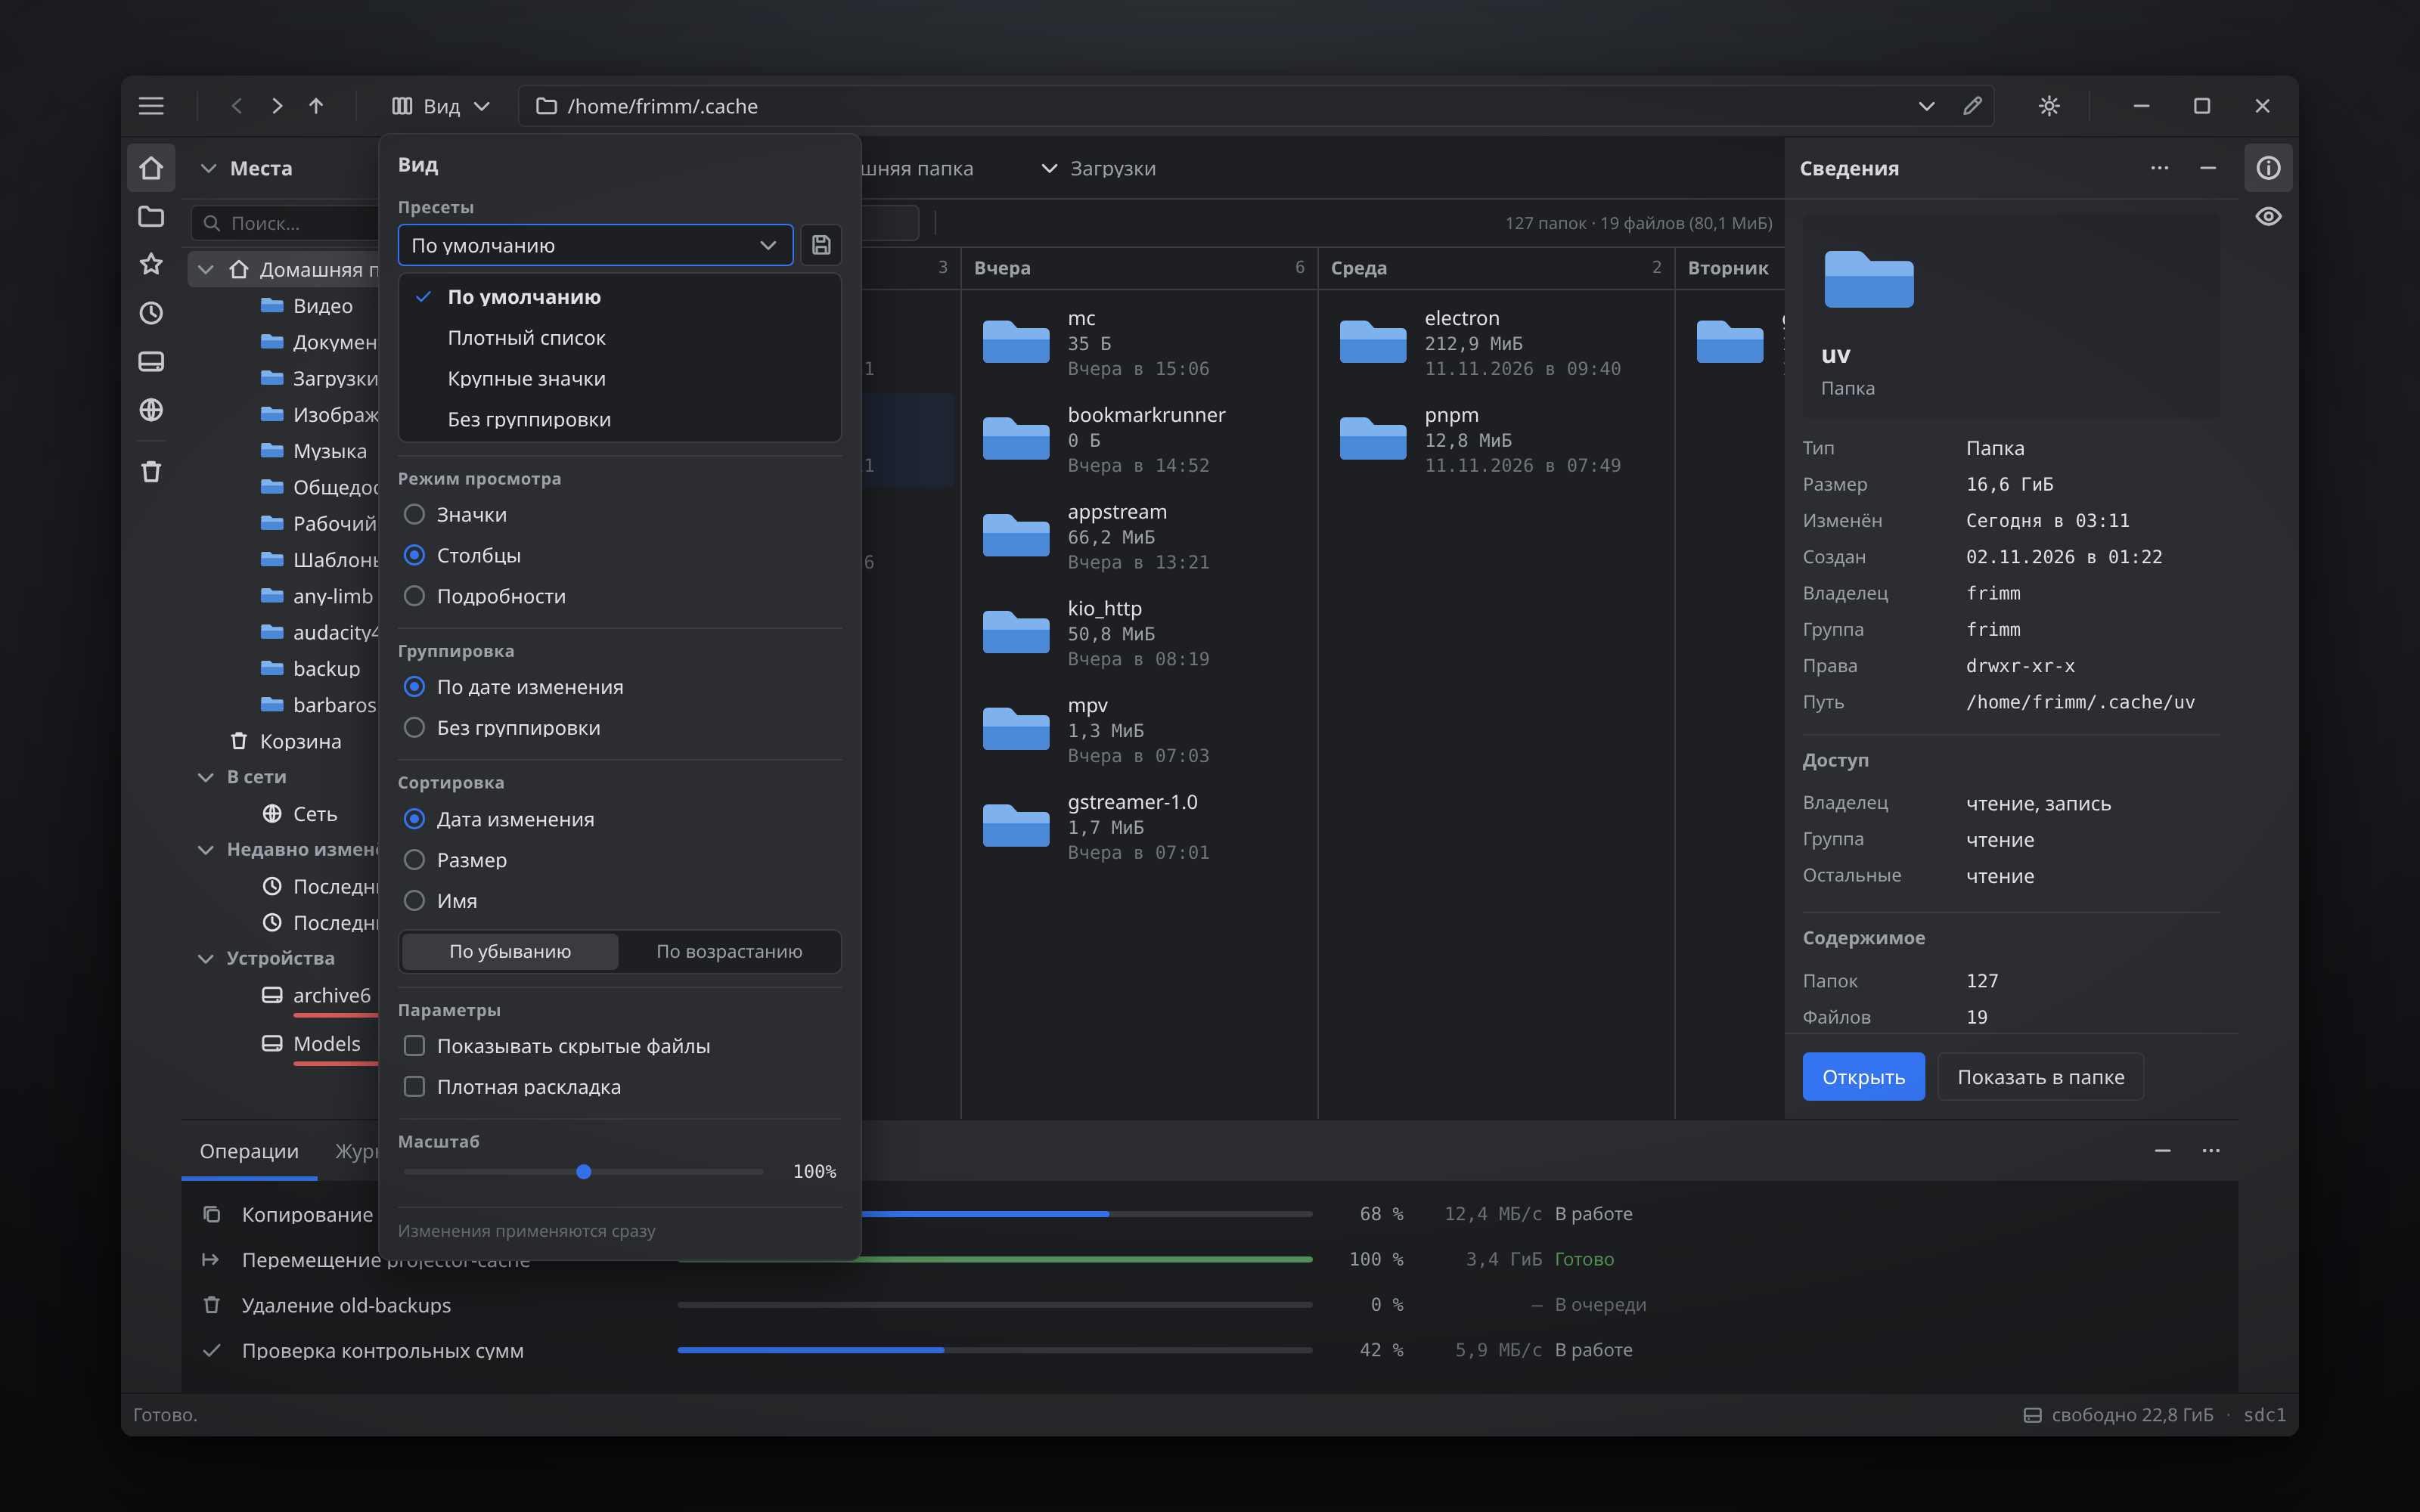 Вид
/home/frimm/.cache
Места
Поиск...
Домашняя п
Видео
Докумен
Загрузки
Изображ
Музыка
Общедос
Рабочий
Шаблоны
any-limb
audacity4
backup
barbaros
Корзина
В сети
Сеть
Недавно изменё
Последни
Последни
Устройства
archive6
Models
Вид
Пресеты
По умолчанию
По умолчанию
Плотный список
Крупные значки
Без группировки
Режим просмотра
Значки
Столбцы
Подробности
Группировка
По дате изменения
Без группировки
Сортировка
Дата изменения
Размер
Имя
По убыванию По возрастанию
Параметры
Показывать скрытые файлы
Плотная раскладка
Масштаб
100%
Изменения применяются сразу
шняя папка
Загрузки
127 папок · 19 файлов (80,1 МиБ)
3
1
1
6
Вчера 6
mc
35 Б
Вчера в 15:06
bookmarkrunner
0 Б
Вчера в 14:52
appstream
66,2 МиБ
Вчера в 13:21
kio_http
50,8 МиБ
Вчера в 08:19
mpv
1,3 МиБ
Вчера в 07:03
gstreamer-1.0
1,7 МиБ
Вчера в 07:01
Среда 2
electron
212,9 МиБ
11.11.2026 в 09:40
pnpm
12,8 МиБ
11.11.2026 в 07:49
Вторник
Сведения
uv
Папка
Тип Папка
Размер 16,6 ГиБ
Изменён Сегодня в 03:11
Создан 02.11.2026 в 01:22
Владелец frimm
Группа frimm
Права drwxr-xr-x
Путь /home/frimm/.cache/uv
Доступ
Владелец чтение, запись
Группа чтение
Остальные чтение
Содержимое
Папок 127
Файлов 19
Открыть Показать в папке
Операции Журн
Копирование 68 % 12,4 МБ/с В работе
Перемещение projector-cache 100 % 3,4 ГиБ Готово
Удаление old-backups 0 % — В очереди
Проверка контрольных сумм 42 % 5,9 МБ/с В работе
Готово.
свободно 22,8 ГиБ · sdc1